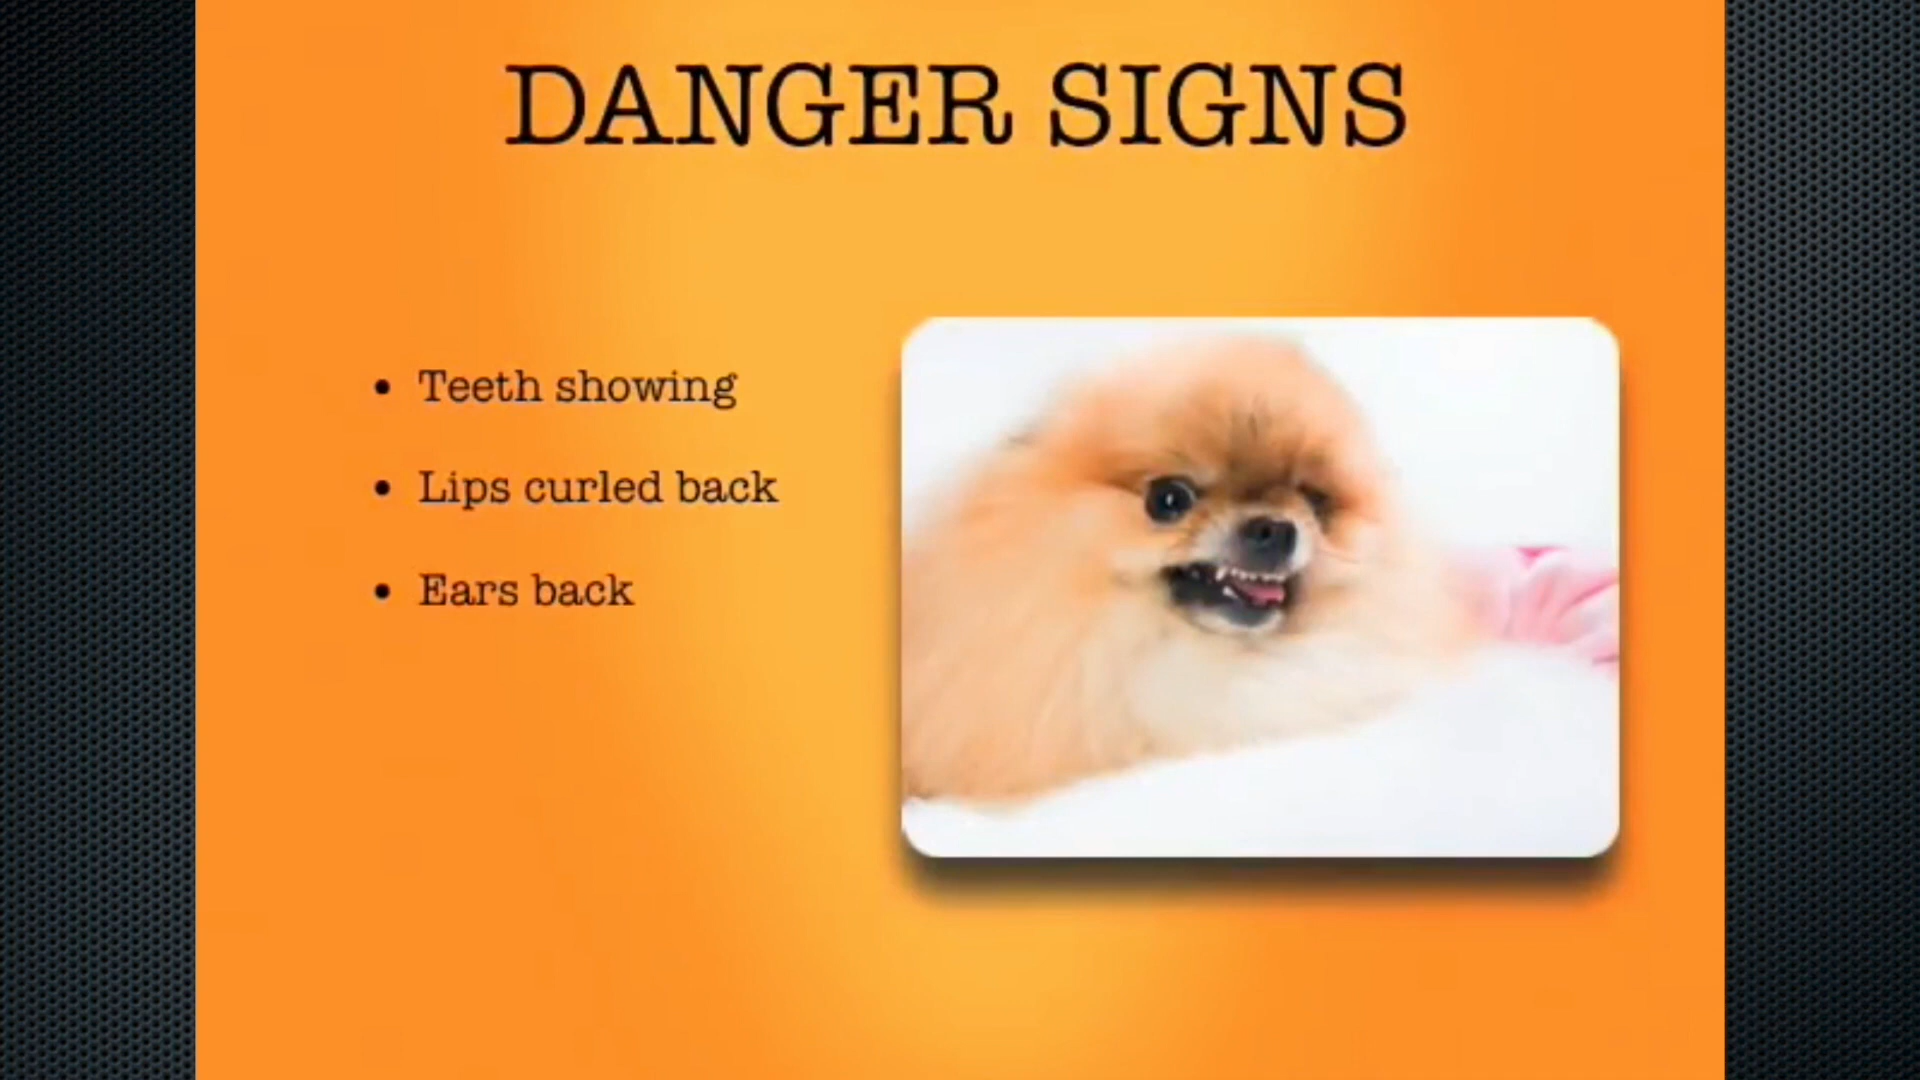 DANGER SIGNS
• Teeth showing
• Lips curled back
• Ears back